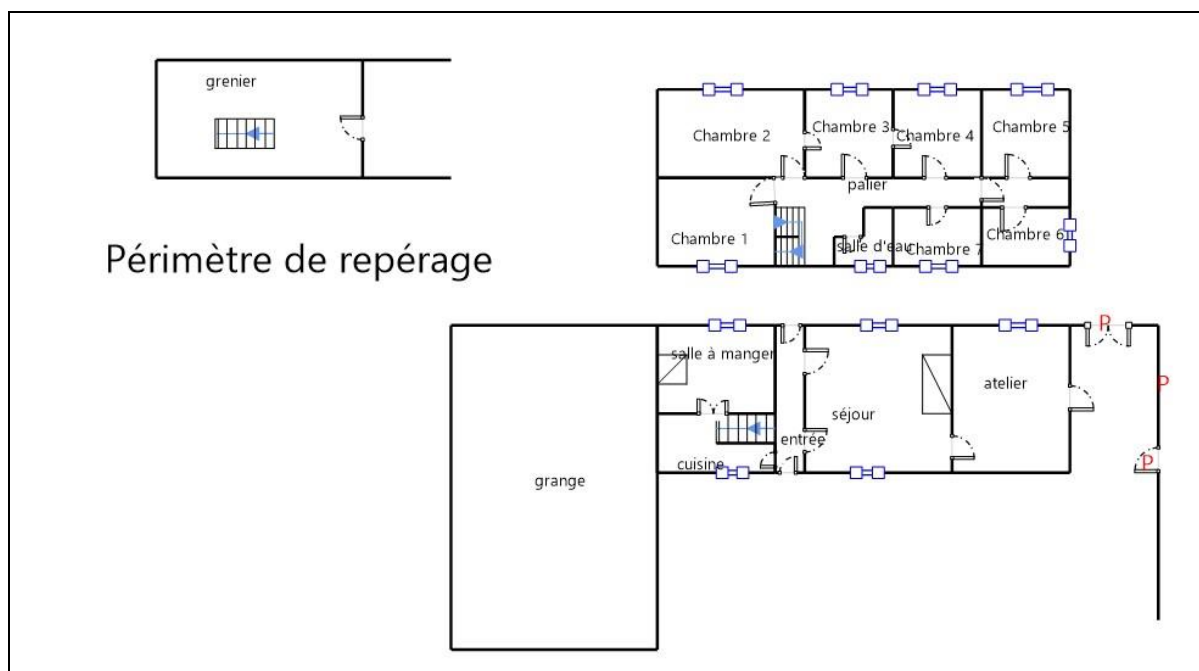 grenier
Périmètre de repérage
Chambre 2
Chambre 3
Chambre 4
Chambre 5
palier
Chambre 1
salle d'eau
Chambre 7
Chambre 6
P
salle à manger
P
atelier
séjour
entrée
cuisine
P
grange